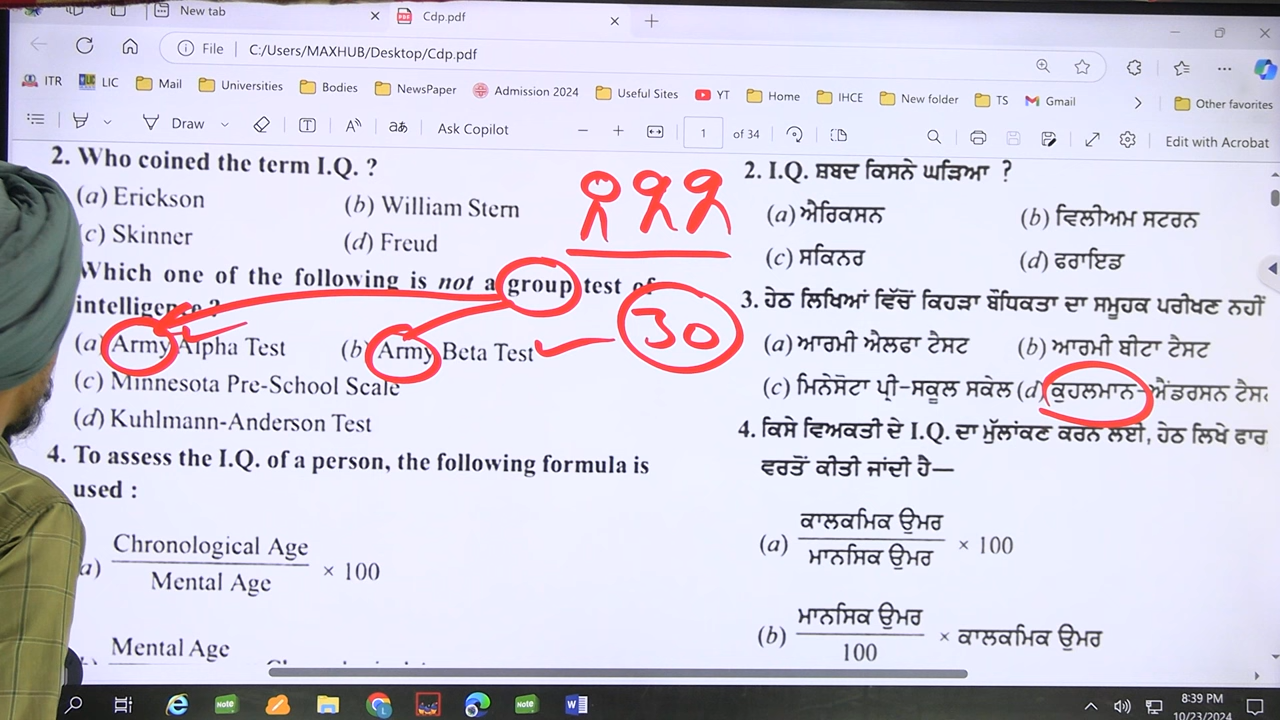 New tab
Cdp.pdf
File C:/Users/MAXHUB/Desktop/Cdp.pdf
ITR LIC Mail Universities Bodies NewsPaper Admission 2024 Useful Sites YT Home IHCE New folder TS Gmail Other favorites
Draw Ask Copilot 1 of 34 Edit with Acrobat
2. Who coined the term I.Q. ?
(a) Erickson (b) William Stern
(c) Skinner (d) Freud
Which one of the following is not a group test of
intelligence ?
(a) Army Alpha Test (b) Army Beta Test
(c) Minnesota Pre-School Scale
(d) Kuhlmann-Anderson Test
4. To assess the I.Q. of a person, the following formula is
used :
a) Chronological Age
Mental Age × 100
Mental Age
30
2. I.Q. ਸ਼ਬਦ ਕਿਸਨੇ ਘੜਿਆ ?
(a) ਐਰਿਕਸਨ (b) ਵਿਲੀਅਮ ਸਟਰਨ
(c) ਸਕਿਨਰ (d) ਫਰਾਇਡ
3. ਹੇਠ ਲਿਖਿਆਂ ਵਿੱਚੋਂ ਕਿਹੜਾ ਬੌਧਿਕਤਾ ਦਾ ਸਮੂਹਕ ਪਰੀਖਣ ਨਹੀਂ
(a) ਆਰਮੀ ਐਲਫਾ ਟੈਸਟ (b) ਆਰਮੀ ਬੀਟਾ ਟੈਸਟ
(c) ਮਿਨੇਸੋਟਾ ਪ੍ਰੀ-ਸਕੂਲ ਸਕੇਲ (d) ਕੁਹਲਮਾਨ-ਐਂਡਰਸਨ ਟੈਸਟ
4. ਕਿਸੇ ਵਿਅਕਤੀ ਦੇ I.Q. ਦਾ ਮੁੱਲਾਂਕਣ ਕਰਨ ਲਈ, ਹੇਠ ਲਿਖੇ ਫਾਰ
ਵਰਤੋਂ ਕੀਤੀ ਜਾਂਦੀ ਹੈ—
(a) ਕਾਲਕਮਿਕ ਉਮਰ
ਮਾਨਸਿਕ ਉਮਰ × 100
(b) ਮਾਨਸਿਕ ਉਮਰ
100 × ਕਾਲਕਮਿਕ ਉਮਰ
8:39 PM
10/23/2024